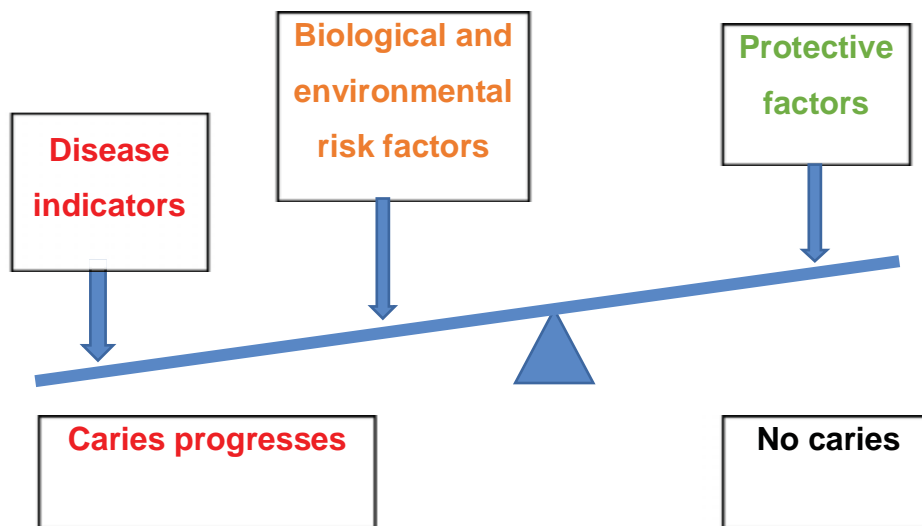 Disease
indicators
Biological and
environmental
risk factors
Protective
factors
Caries progresses
No caries